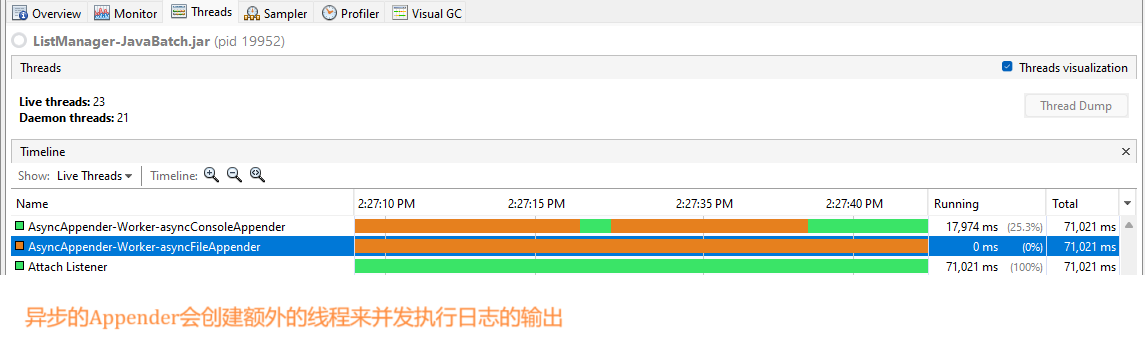 Overview Monitor Threads Sampler Profiler Visual GC
ListManager-JavaBatch.jar (pid 19952)
Threads Threads visualization
Live threads: 23
Daemon threads: 21
Thread Dump
Timeline
Show: Live Threads Timeline:
Name 2:27:10 PM 2:27:15 PM 2:27:35 PM 2:27:40 PM Running Total
AsyncAppender-Worker-asyncConsoleAppender 17,974 ms (25.3%) 71,021 ms
AsyncAppender-Worker-asyncFileAppender 0 ms (0%) 71,021 ms
Attach Listener 71,021 ms (100%) 71,021 ms
异步的Appender会创建额外的线程来并发执行日志的输出